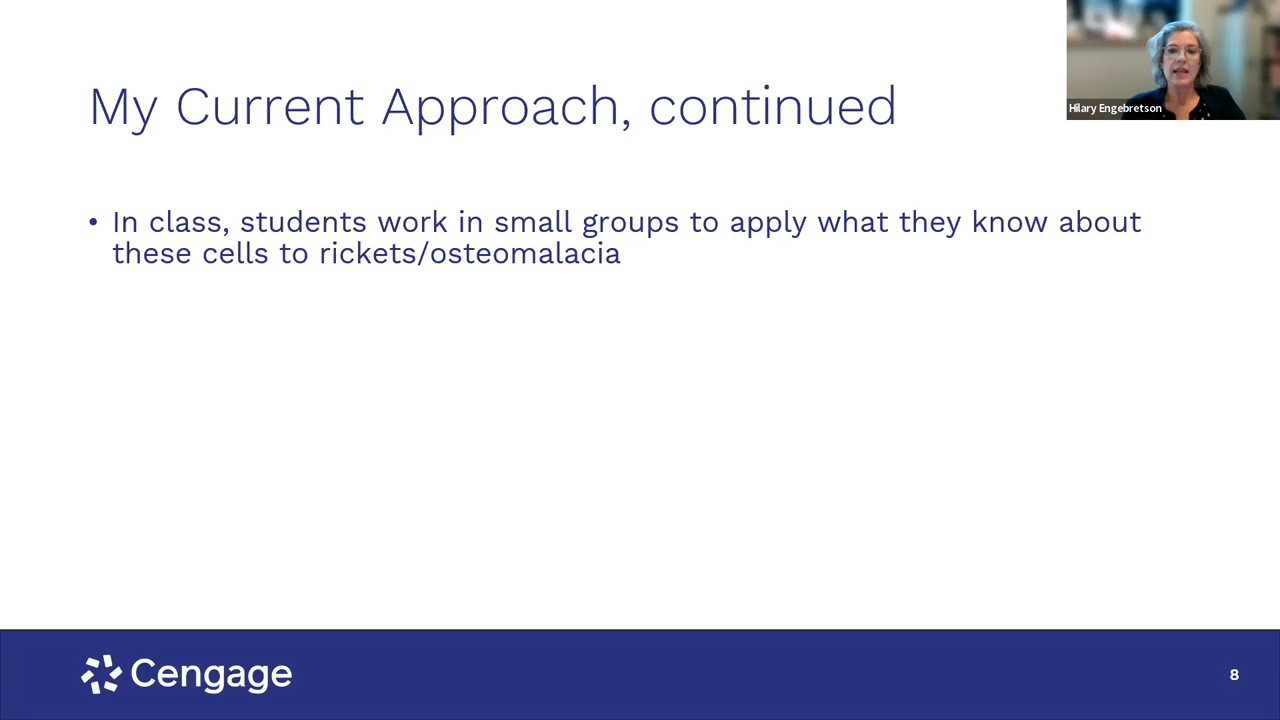 Hilary Engebretson
My Current Approach, continued
• In class, students work in small groups to apply what they know about
these cells to rickets/osteomalacia
Cengage
8